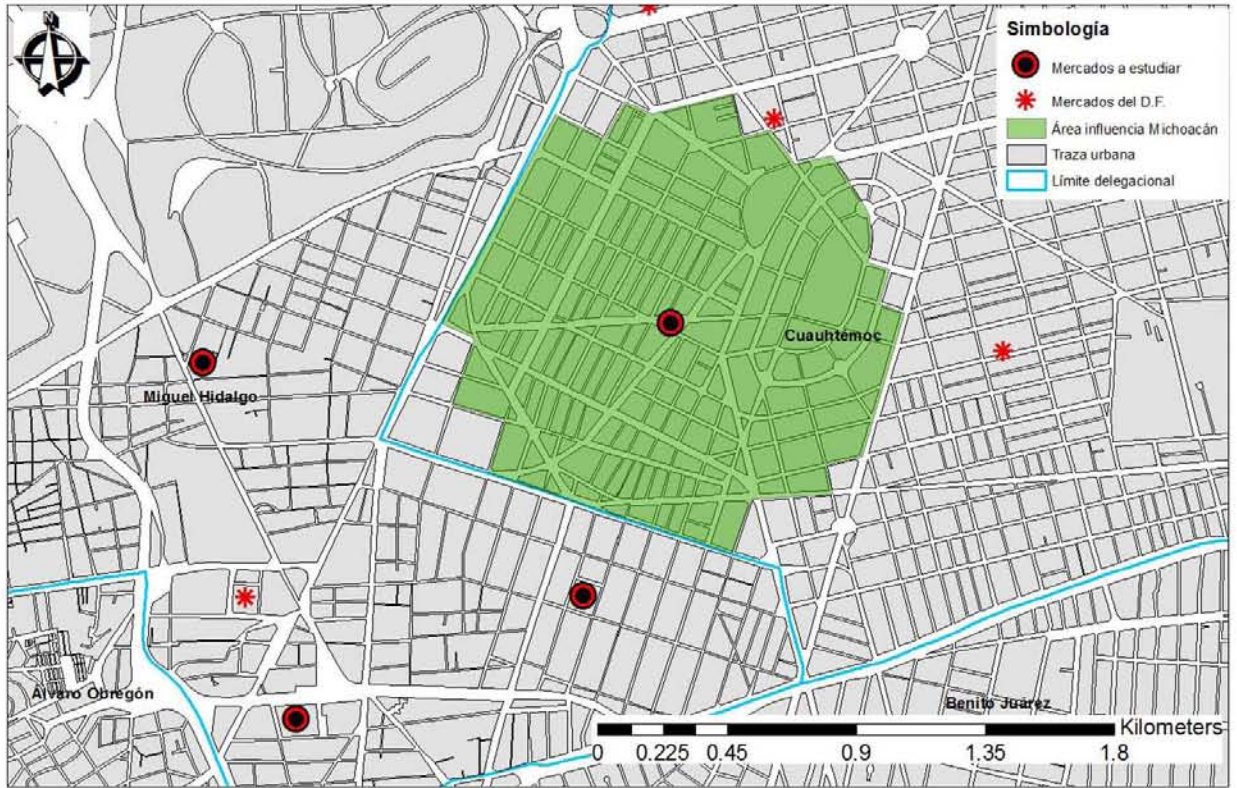 N
Simbología
Mercados a estudiar
Mercados del D.F.
Área influencia Michoacán
Traza urbana
Límite delegacional
Cuauhtémoc
Miguel Hidalgo
Álvaro Obregón
Benito Juárez
Kilometers
0 0.225 0.45 0.9 1.35 1.8